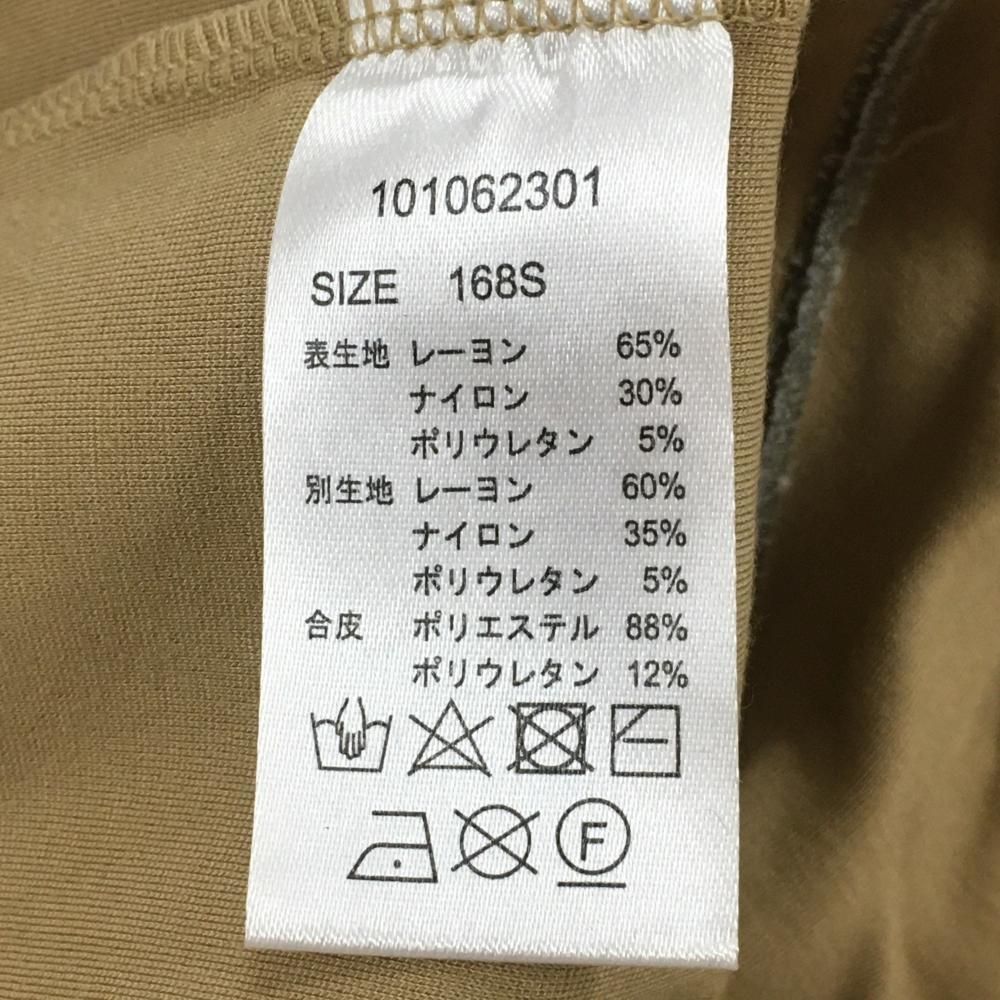 101062301
SIZE 168S
表生地 レーヨン 65%
ナイロン 30%
ポリウレタン 5%
別生地 レーヨン 60%
ナイロン 35%
ポリウレタン 5%
合皮 ポリエステル 88%
ポリウレタン 12%
F